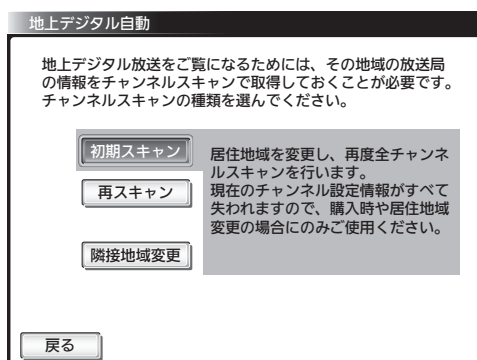 地上デジタル自動
地上デジタル放送をご覧になるためには、その地域の放送局
の情報をチャンネルスキャンで取得しておくことが必要です。
チャンネルスキャンの種類を選んでください。
初期スキャン
再スキャン
隣接地域変更
居住地域を変更し、再度全チャンネ
ルスキャンを行います。
現在のチャンネル設定情報がすべて
失われますので、購入時や居住地域
変更の場合にのみご使用ください。
戻る